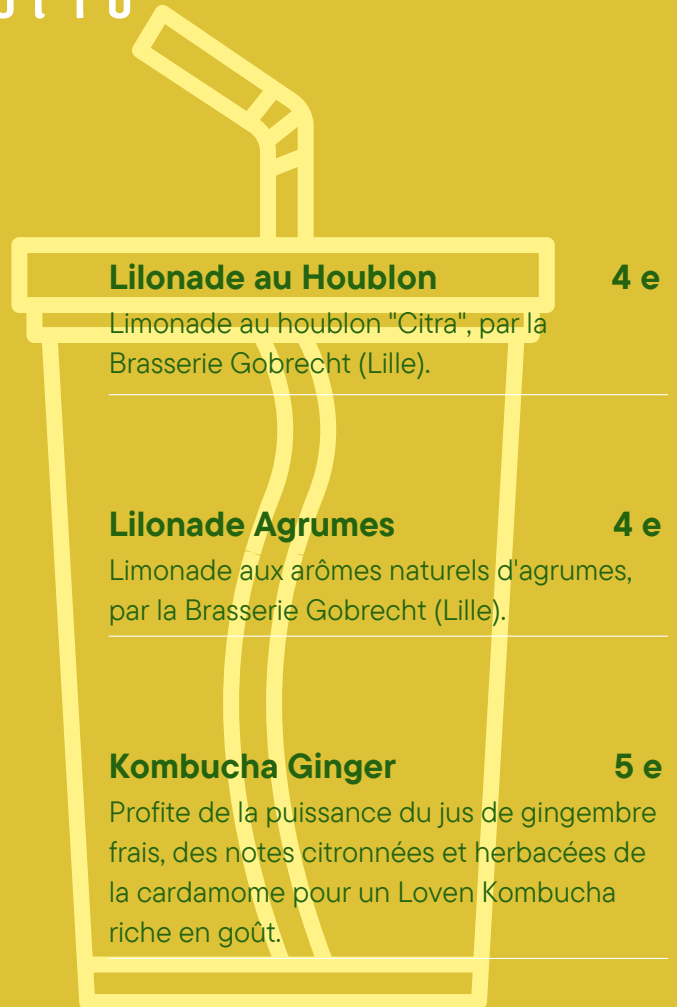 Lilonade au Houblon 4 e
Limonade au houblon "Citra", par la
Brasserie Gobrecht (Lille).
Lilonade Agrumes 4 e
Limonade aux arômes naturels d'agrumes,
par la Brasserie Gobrecht (Lille).
Kombucha Ginger 5 e
Profite de la puissance du jus de gingembre
frais, des notes citronnées et herbacées de
la cardamome pour un Loven Kombucha
riche en goût.